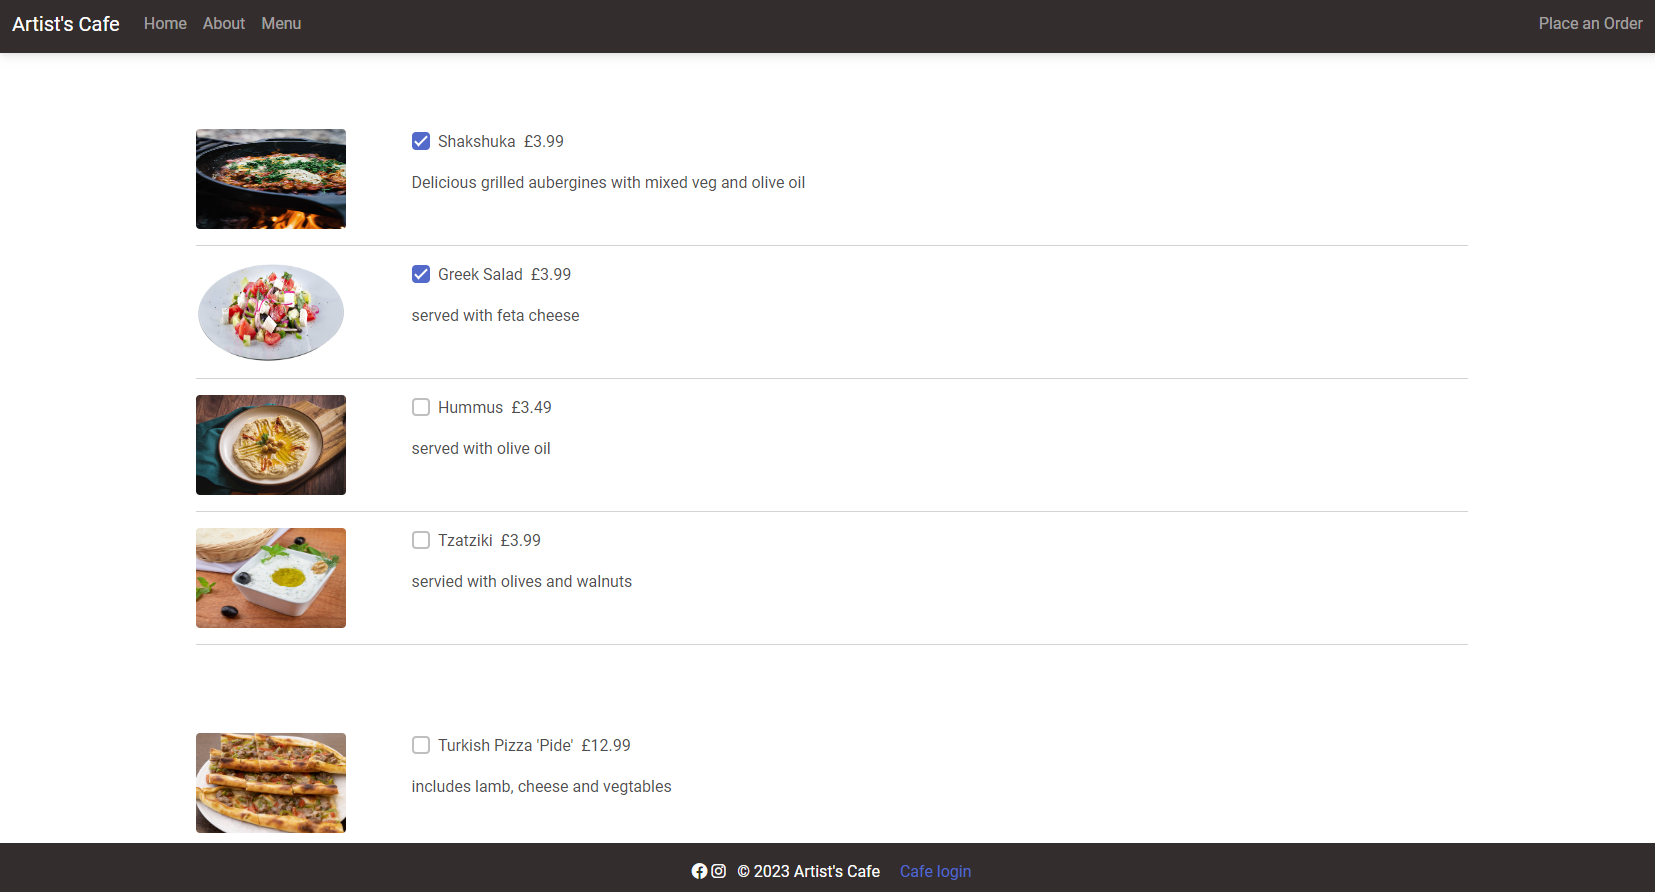 Artist's Cafe Home About Menu Place an Order
Shakshuka £3.99
Delicious grilled aubergines with mixed veg and olive oil
Greek Salad £3.99
served with feta cheese
Hummus £3.49
served with olive oil
Tzatziki £3.99
servied with olives and walnuts
Turkish Pizza 'Pide' £12.99
includes lamb, cheese and vegtables
© 2023 Artist's Cafe Cafe login